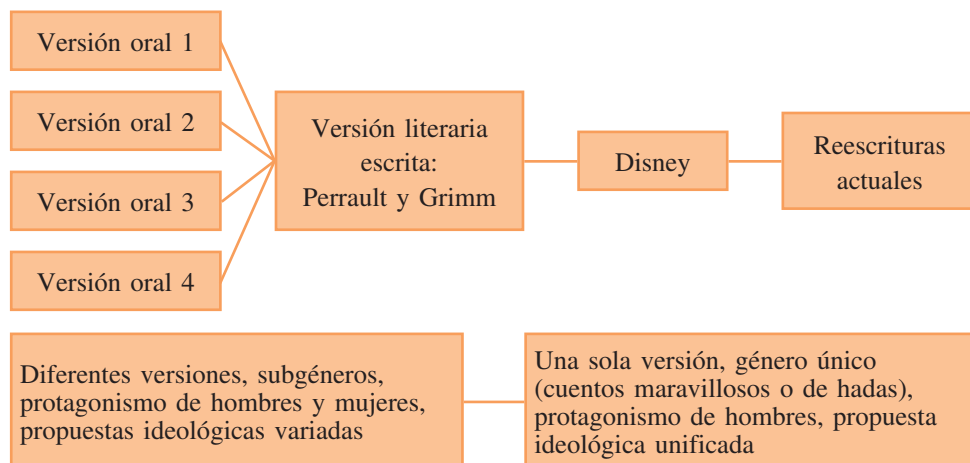 Versión oral 1
Versión oral 2
Versión oral 3
Versión oral 4
Versión literaria
escrita:
Perrault y Grimm
Disney
Reescrituras
actuales
Diferentes versiones, subgéneros,
protagonismo de hombres y mujeres,
propuestas ideológicas variadas
Una sola versión, género único
(cuentos maravillosos o de hadas),
protagonismo de hombres, propuesta
ideológica unificada